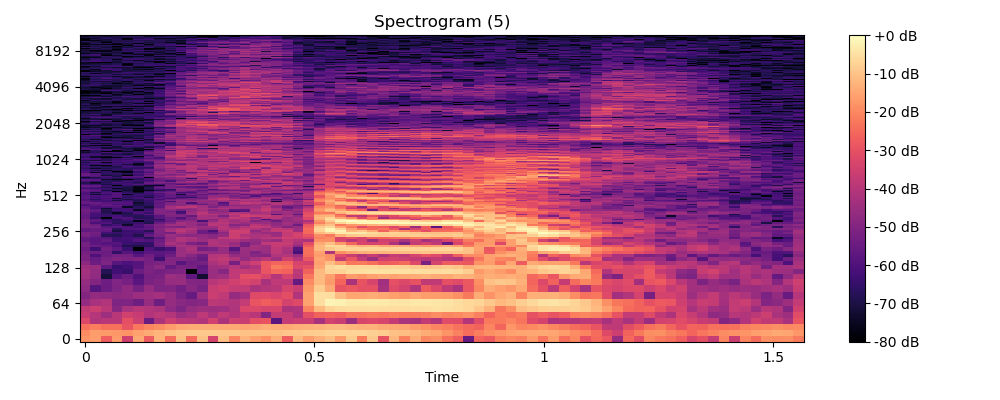 Spectrogram (5)
8192
4096
2048
1024
512
256
128
64
0
Hz
0
0.5
1
1.5
Time
+0 dB
-10 dB
-20 dB
-30 dB
-40 dB
-50 dB
-60 dB
-70 dB
-80 dB